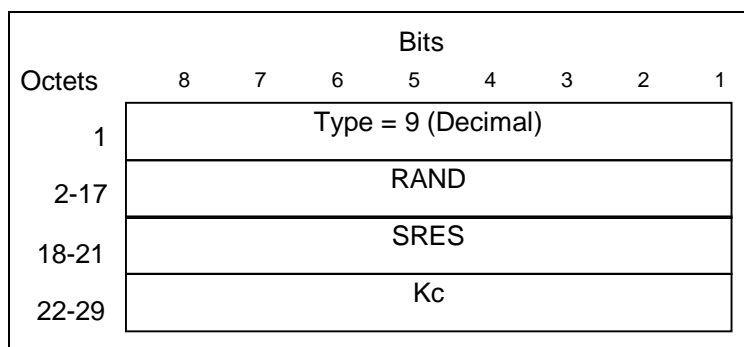 Bits
Octets 8 7 6 5 4 3 2 1
1 Type = 9 (Decimal)
2-17 RAND
18-21 SRES
22-29 Kc